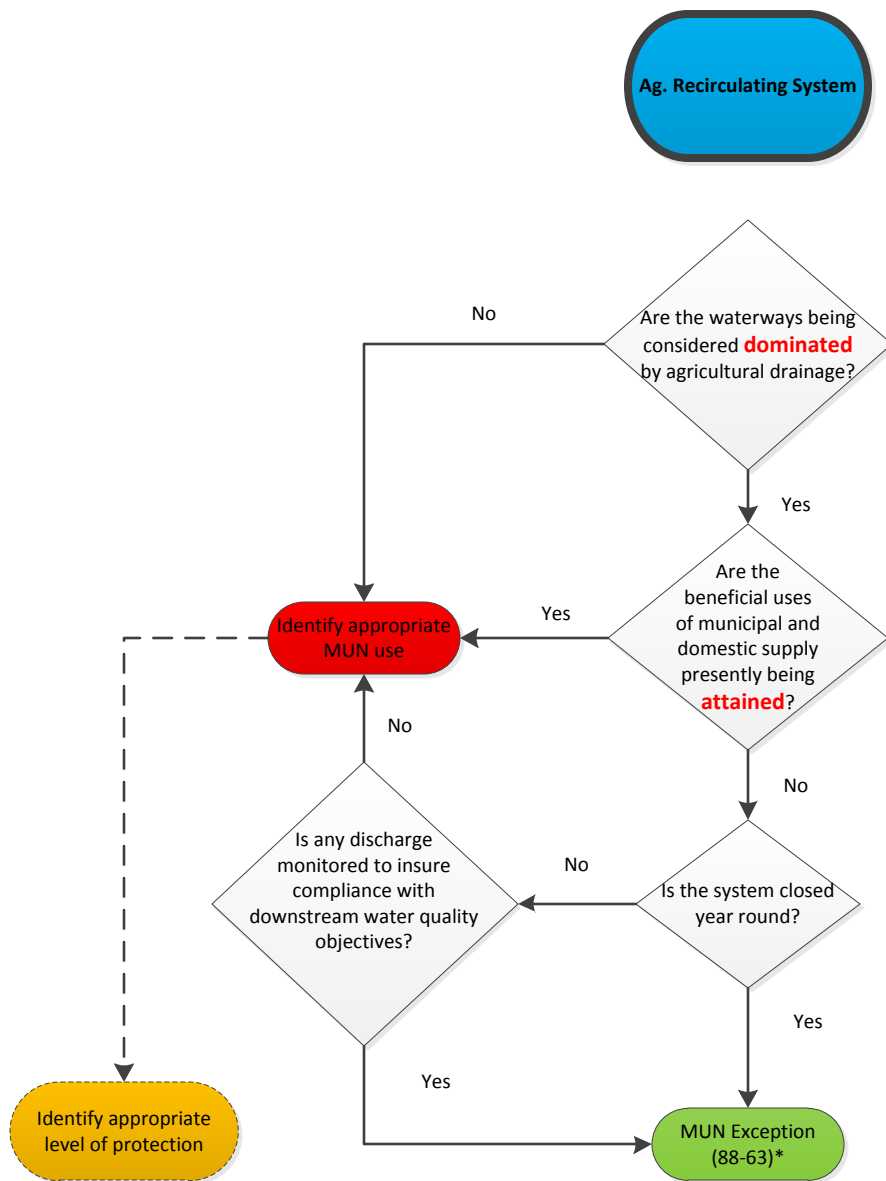 Ag. Recirculating System
No
Are the waterways being
considered dominated
by agricultural drainage?
Yes
Are the
beneficial uses
of municipal and
domestic supply
presently being
attained?
Yes
Identify appropriate
MUN use
No
No
Is any discharge
monitored to insure
compliance with
downstream water quality
objectives?
No
Is the system closed
year round?
Yes
Yes
Identify appropriate
level of protection
MUN Exception
(88-63)*